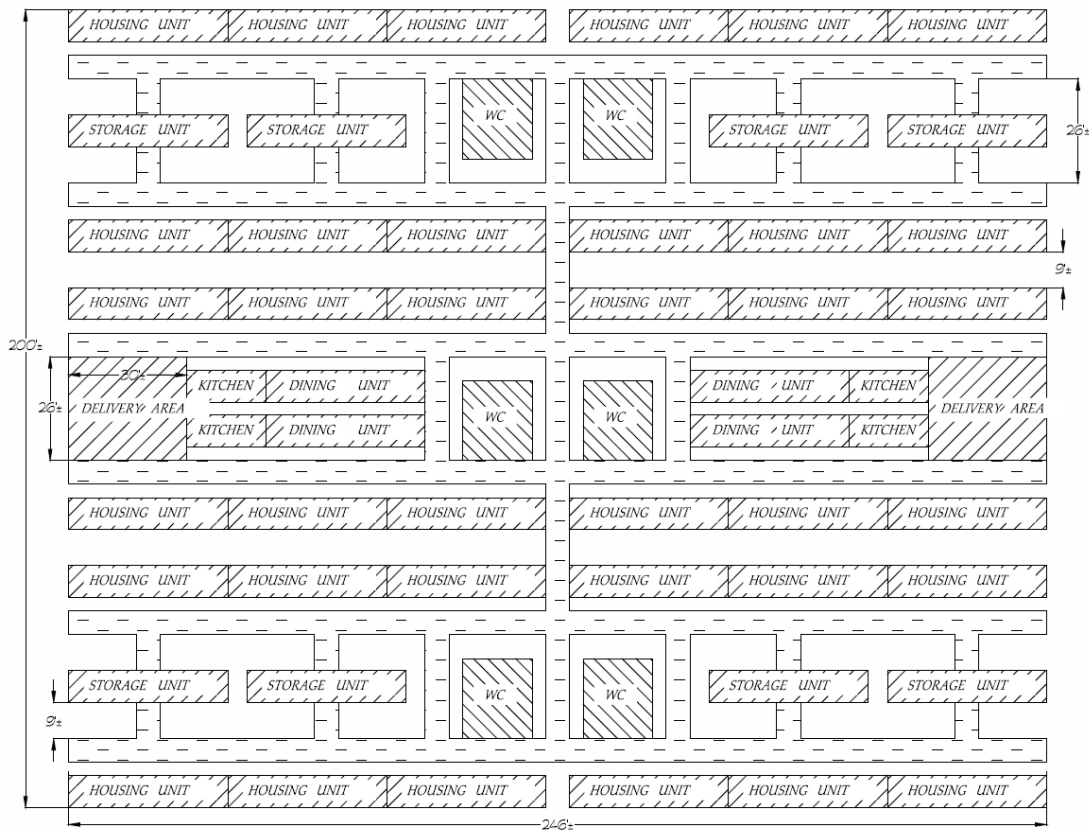 HOUSING UNIT HOUSING UNIT HOUSING UNIT HOUSING UNIT HOUSING UNIT HOUSING UNIT
WC WC
STORAGE UNIT STORAGE UNIT STORAGE UNIT STORAGE UNIT
26'±
HOUSING UNIT HOUSING UNIT HOUSING UNIT HOUSING UNIT HOUSING UNIT HOUSING UNIT
9'±
HOUSING UNIT HOUSING UNIT HOUSING UNIT HOUSING UNIT HOUSING UNIT HOUSING UNIT
200'±
30'±
KITCHEN DINING UNIT DINING UNIT KITCHEN
26'± DELIVERY AREA WC WC DELIVERY AREA
KITCHEN DINING UNIT DINING UNIT KITCHEN
HOUSING UNIT HOUSING UNIT HOUSING UNIT HOUSING UNIT HOUSING UNIT HOUSING UNIT
HOUSING UNIT HOUSING UNIT HOUSING UNIT HOUSING UNIT HOUSING UNIT HOUSING UNIT
STORAGE UNIT STORAGE UNIT WC WC STORAGE UNIT STORAGE UNIT
9'±
HOUSING UNIT HOUSING UNIT HOUSING UNIT HOUSING UNIT HOUSING UNIT HOUSING UNIT
246'±